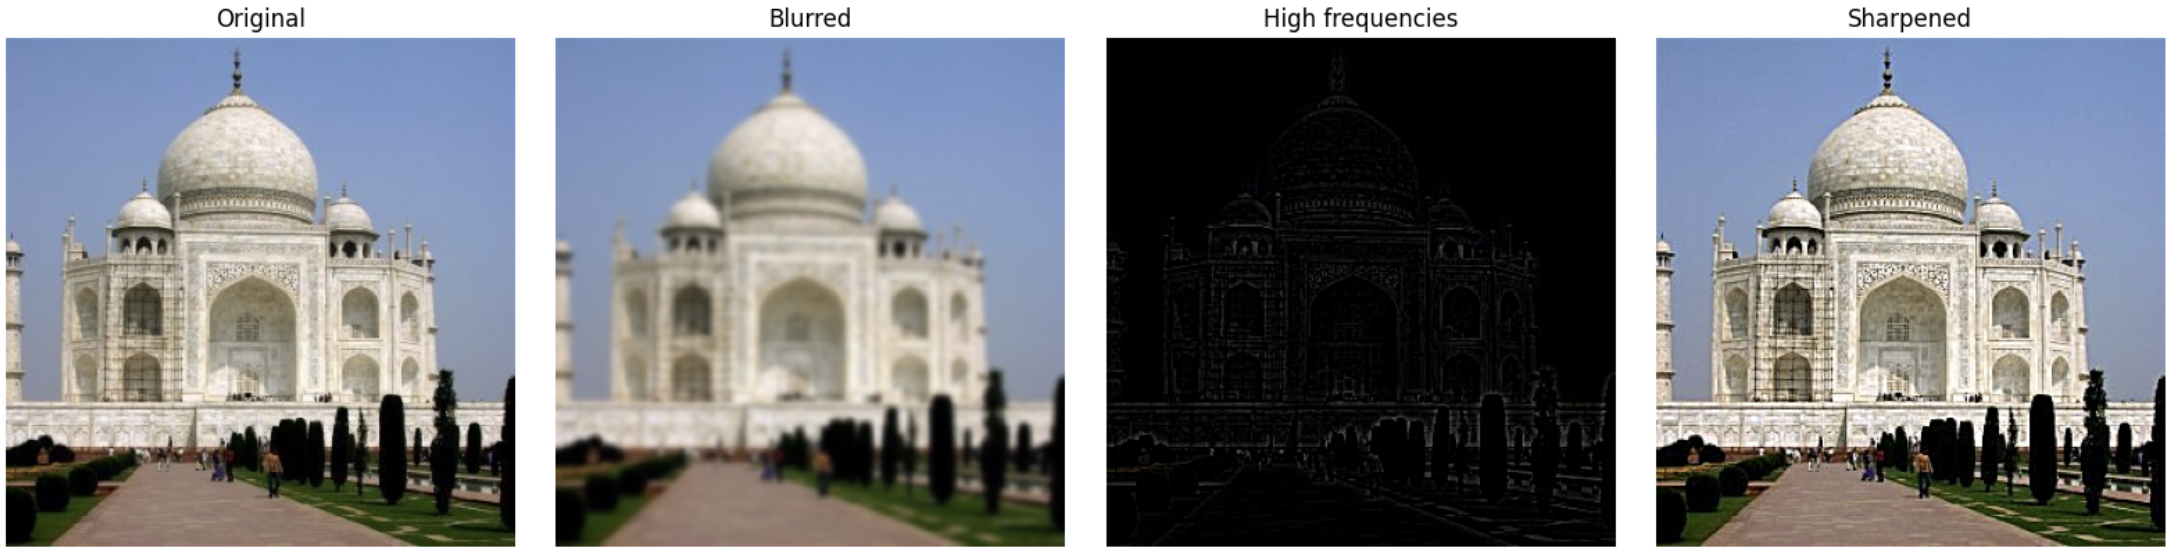 Original
Blurred
High frequencies
Sharpened